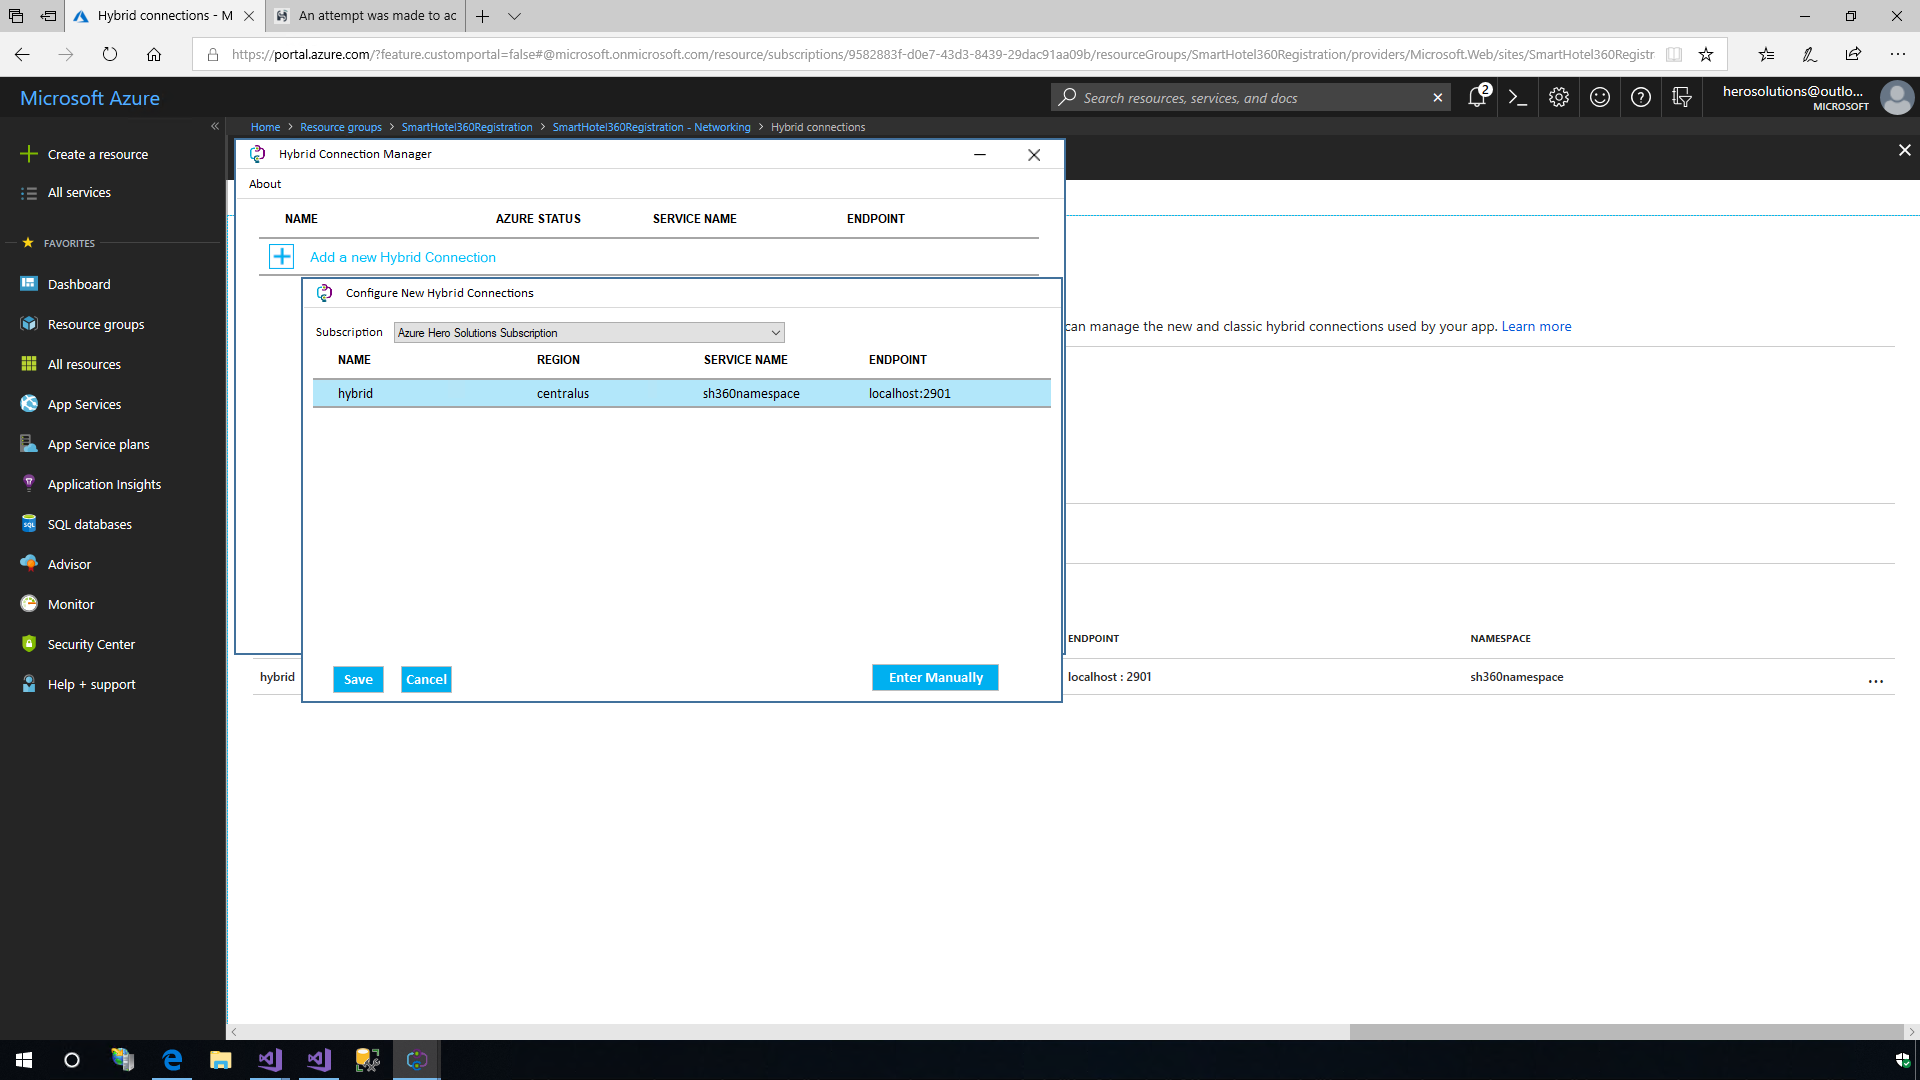 Hybrid connections - M
An attempt was made to ac
https://portal.azure.com/?feature.customportal=false#@microsoft.onmicrosoft.com/resource/subscriptions/9582883f-d0e7-43d3-8439-29dac91aa09b/resourceGroups/SmartHotel360Registration/providers/Microsoft.Web/sites/SmartHotel360Registr
Microsoft Azure
Search resources, services, and docs
2
herosolutions@outlo...
MICROSOFT
Home > Resource groups > SmartHotel360Registration > SmartHotel360Registration - Networking > Hybrid connections
Create a resource
All services
FAVORITES
Dashboard
Resource groups
All resources
App Services
App Service plans
Application Insights
SQL databases
Advisor
Monitor
Security Center
Help + support
Hybrid Connection Manager
About
NAME AZURE STATUS SERVICE NAME ENDPOINT
Add a new Hybrid Connection
Configure New Hybrid Connections
Subscription Azure Hero Solutions Subscription
NAME REGION SERVICE NAME ENDPOINT
hybrid centralus sh360namespace localhost:2901
Save Cancel Enter Manually
can manage the new and classic hybrid connections used by your app. Learn more
ENDPOINT NAMESPACE
hybrid localhost : 2901 sh360namespace ...